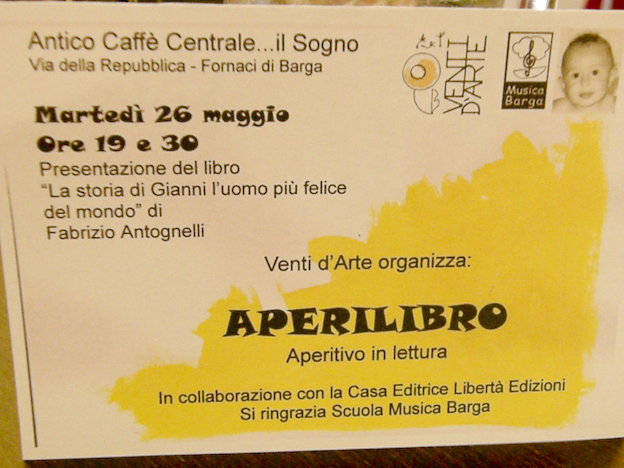 Antico Caffè Centrale...il Sogno
Via della Repubblica - Fornaci di Barga
VENTI
D'ARTE
Musica
Barga
Martedì 26 maggio
Ore 19 e 30
Presentazione del libro
“La storia di Gianni l'uomo più felice
del mondo” di
Fabrizio Antognelli
Venti d'Arte organizza:
APERILIBRO
Aperitivo in lettura
In collaborazione con la Casa Editrice Libertà Edizioni
Si ringrazia Scuola Musica Barga